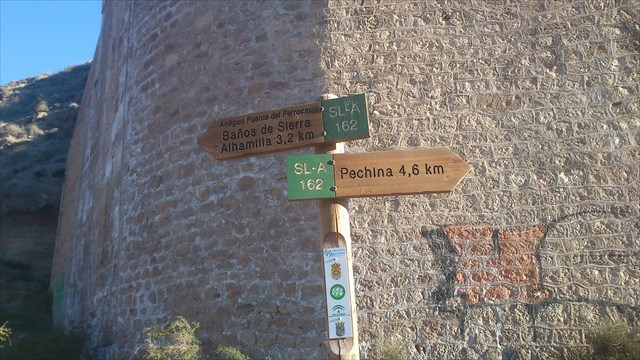 Antiguo Puente del Ferrocarril
Baños de Sierra
Alhamilla 3,2 km
SL-A
162
SL-A
162
Pechina 4,6 km